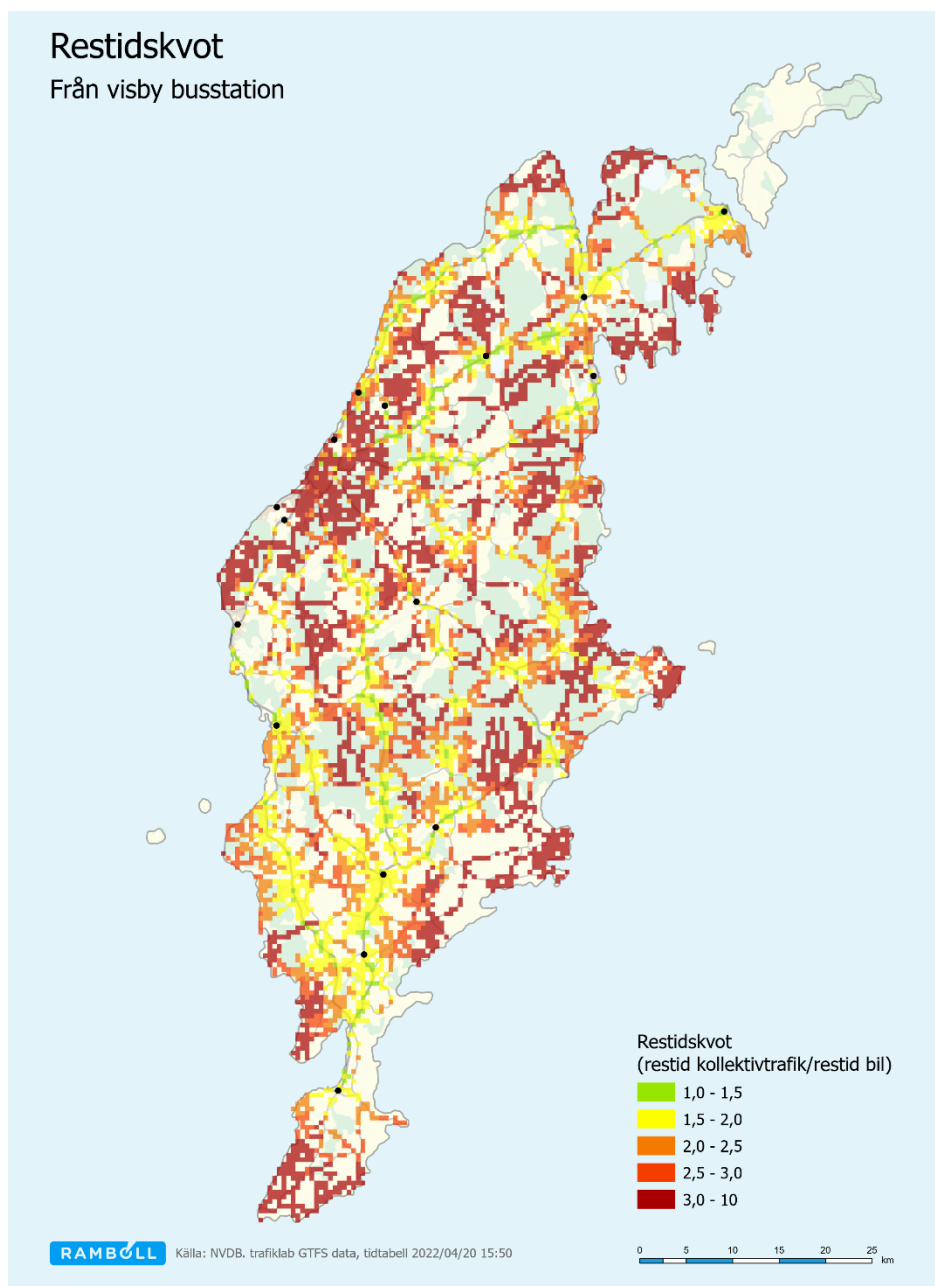 Restidskvot
Från visby busstation
Restidskvot
(restid kollektivtrafik/restid bil)
1,0 - 1,5
1,5 - 2,0
2,0 - 2,5
2,5 - 3,0
3,0 - 10
RAMBOLL Källa: NVDB. trafiklab GTFS data, tidtabell 2022/04/20 15:50
0 5 10 15 20 25
km